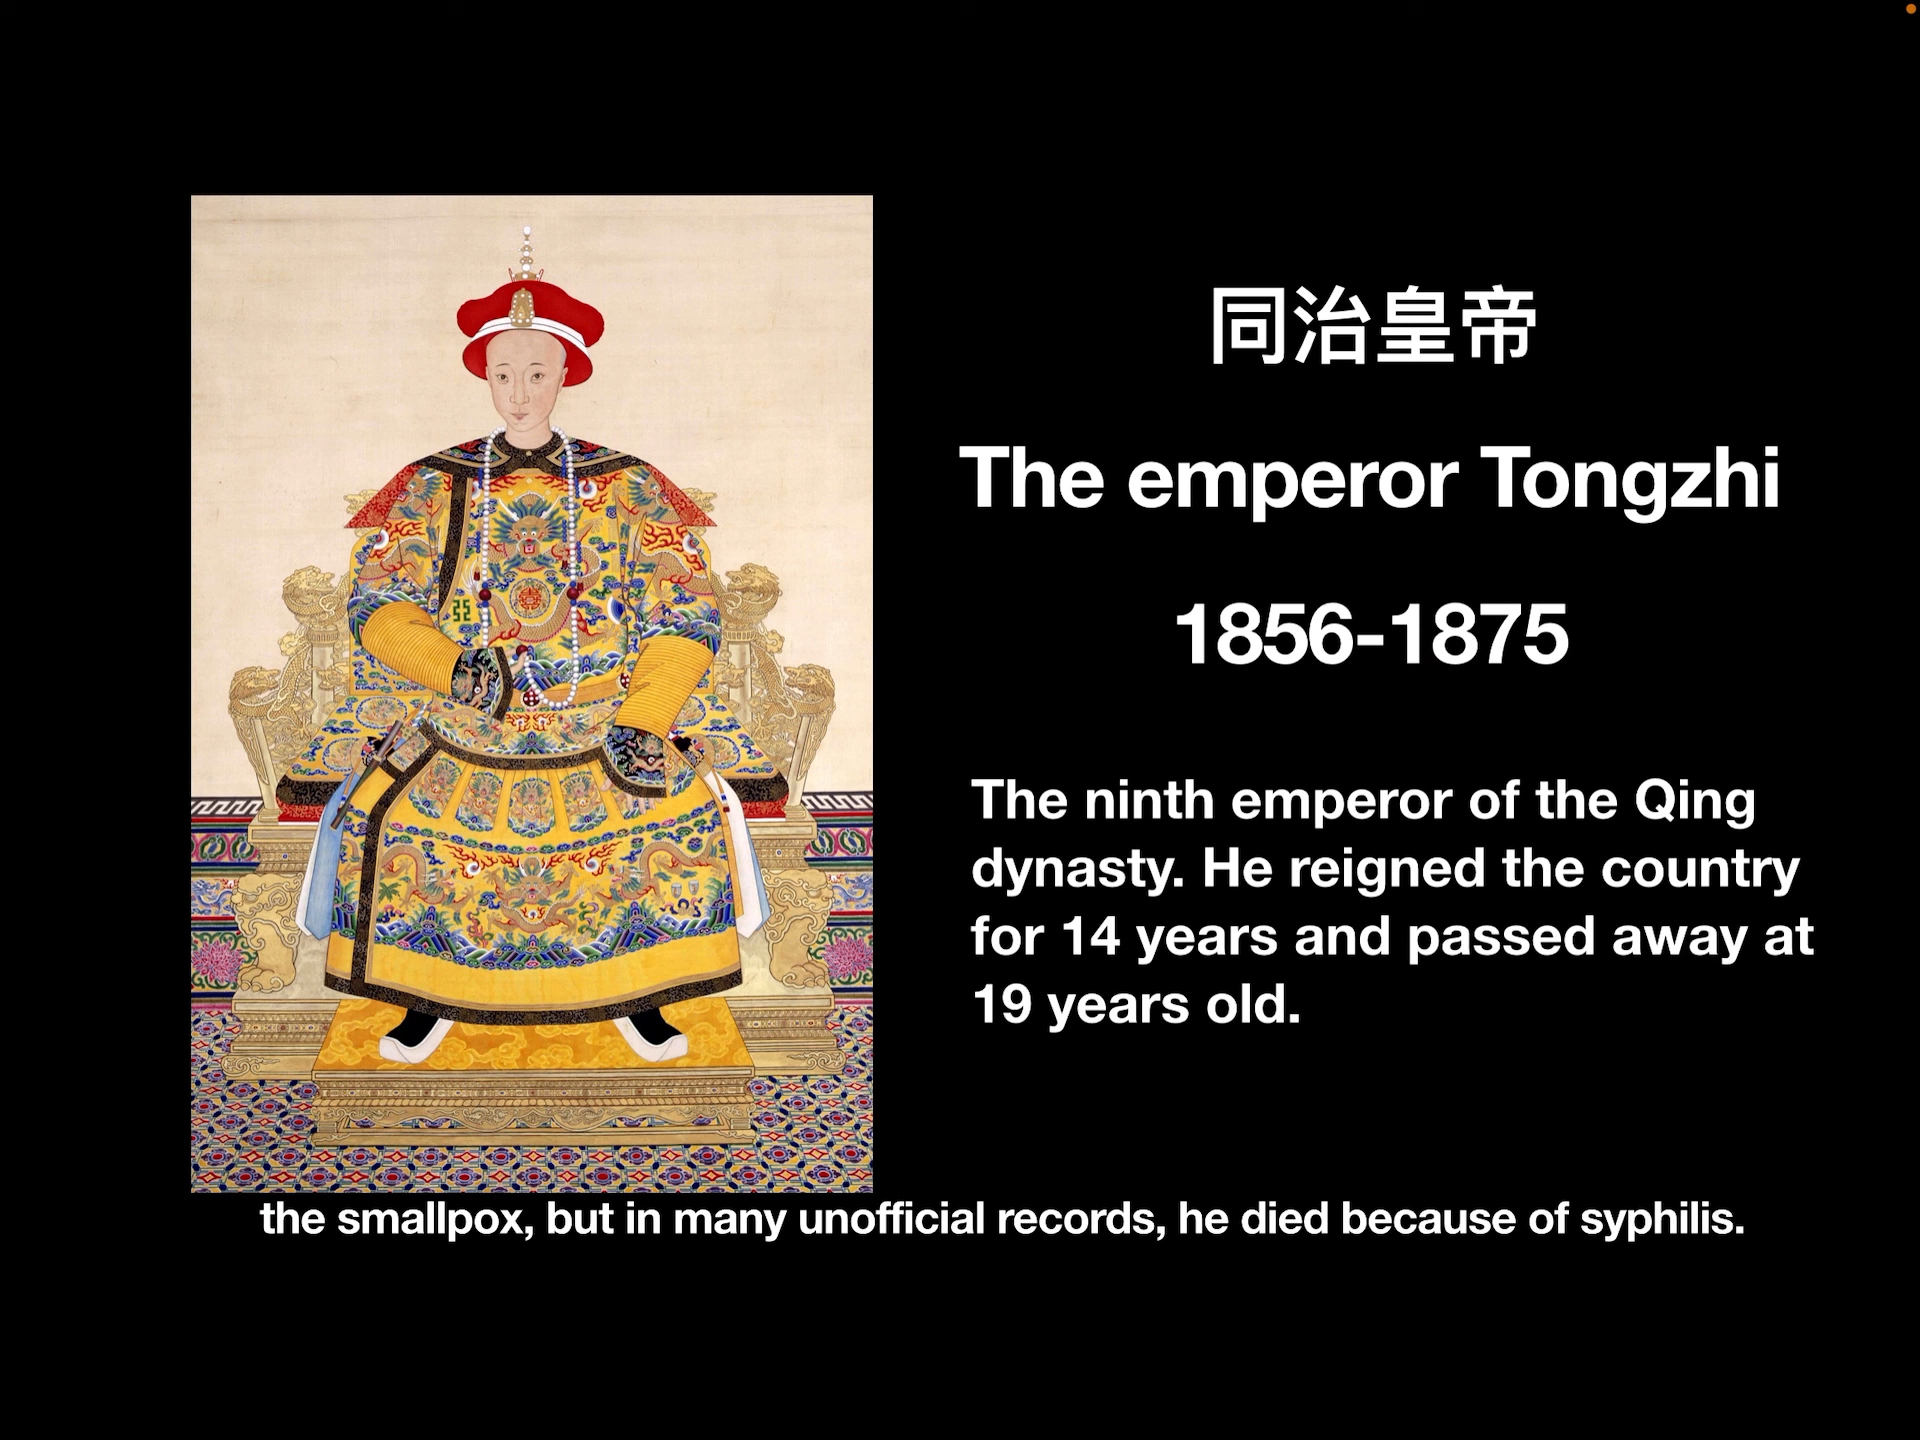 同治皇帝
The emperor Tongzhi
1856-1875
The ninth emperor of the Qing
dynasty. He reigned the country
for 14 years and passed away at
19 years old.
the smallpox, but in many unofficial records, he died because of syphilis.